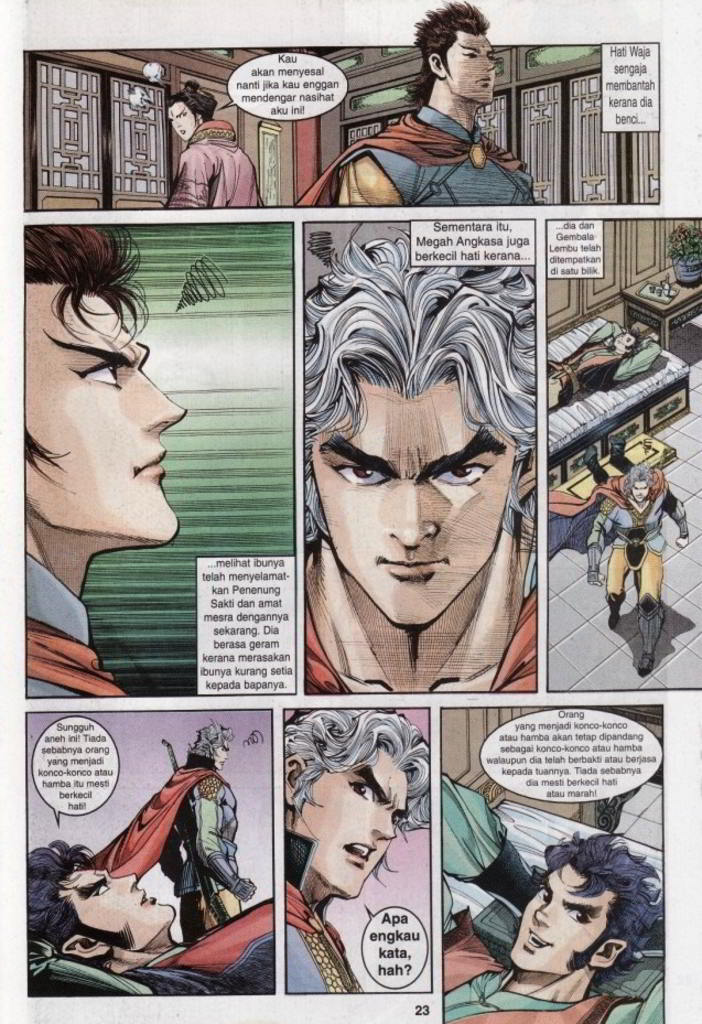 Kau
akan menyesal
nanti jika kau enggan
mendengar nasihat
aku ini!
Hati Waja
sengaja
membantah
kerana dia
benci...
...melihat ibunya
telah menyelamat-
kan Penenung
Sakti dan amat
mesra dengannya
sekarang. Dia
berasa geram
kerana merasakan
ibunya kurang setia
kepada bapanya.
Sementara itu,
Megah Angkasa juga
berkecil hati kerana...
...dia dan
Gembala
Lembu telah
ditempatkan
di satu bilik.
Sungguh
aneh ini! Tiada
sebabnya orang
yang menjadi
konco-konco atau
hamba itu mesti
berkecil
hati!
Apa
engkau
kata,
hah?
Orang
yang menjadi konco-konco
atau hamba akan tetap dipandang
sebagai konco-konco atau hamba
walaupun dia telah berbakti atau berjasa
kepada tuannya. Tiada sebabnya
dia mesti berkecil hati
atau marah!
23